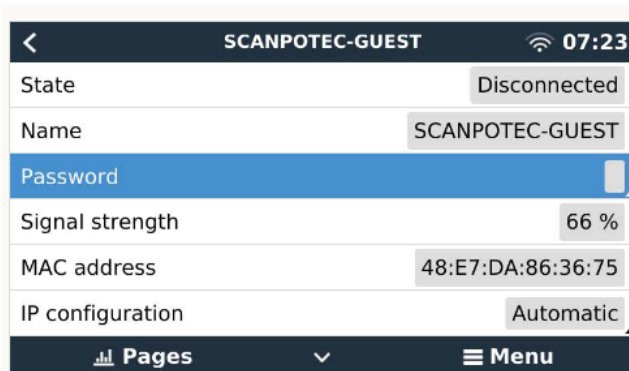 SCANPOTEC-GUEST 07:23
State Disconnected
Name SCANPOTEC-GUEST
Password
Signal strength 66 %
MAC address 48:E7:DA:86:36:75
IP configuration Automatic
Pages Menu